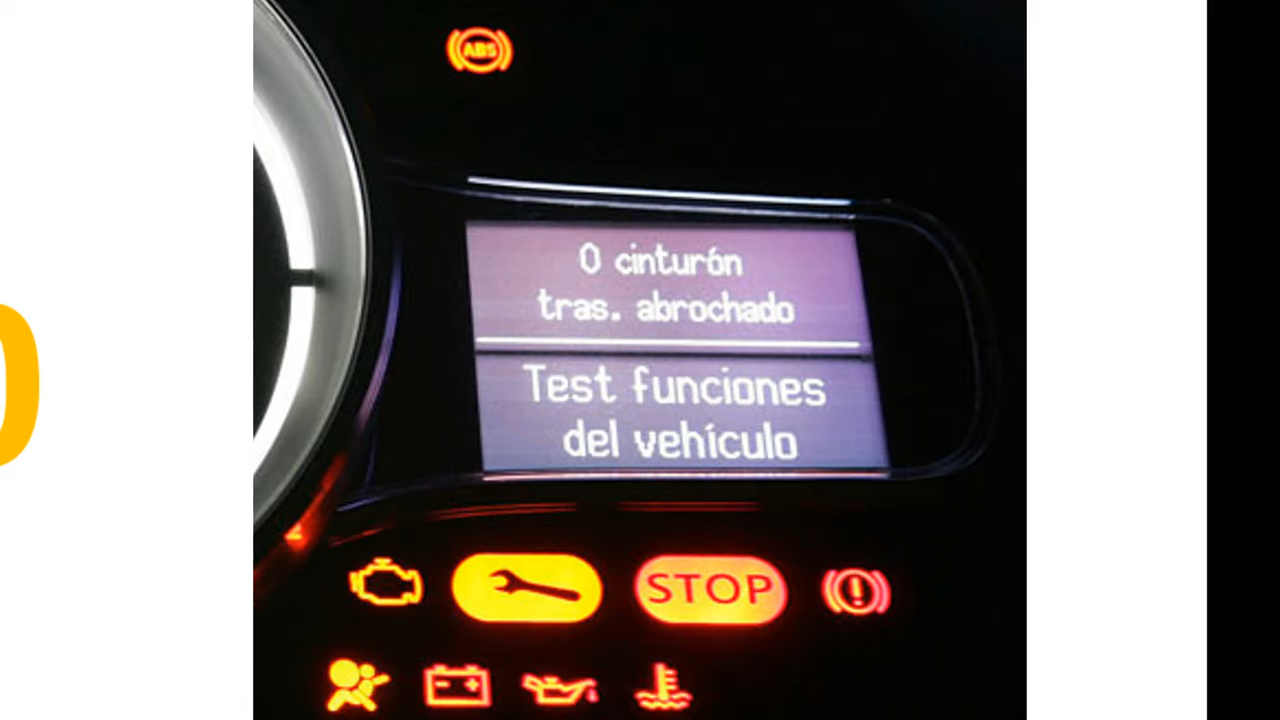 ABS
0 cinturón
tras. abrochado
Test funciones
del vehículo
STOP